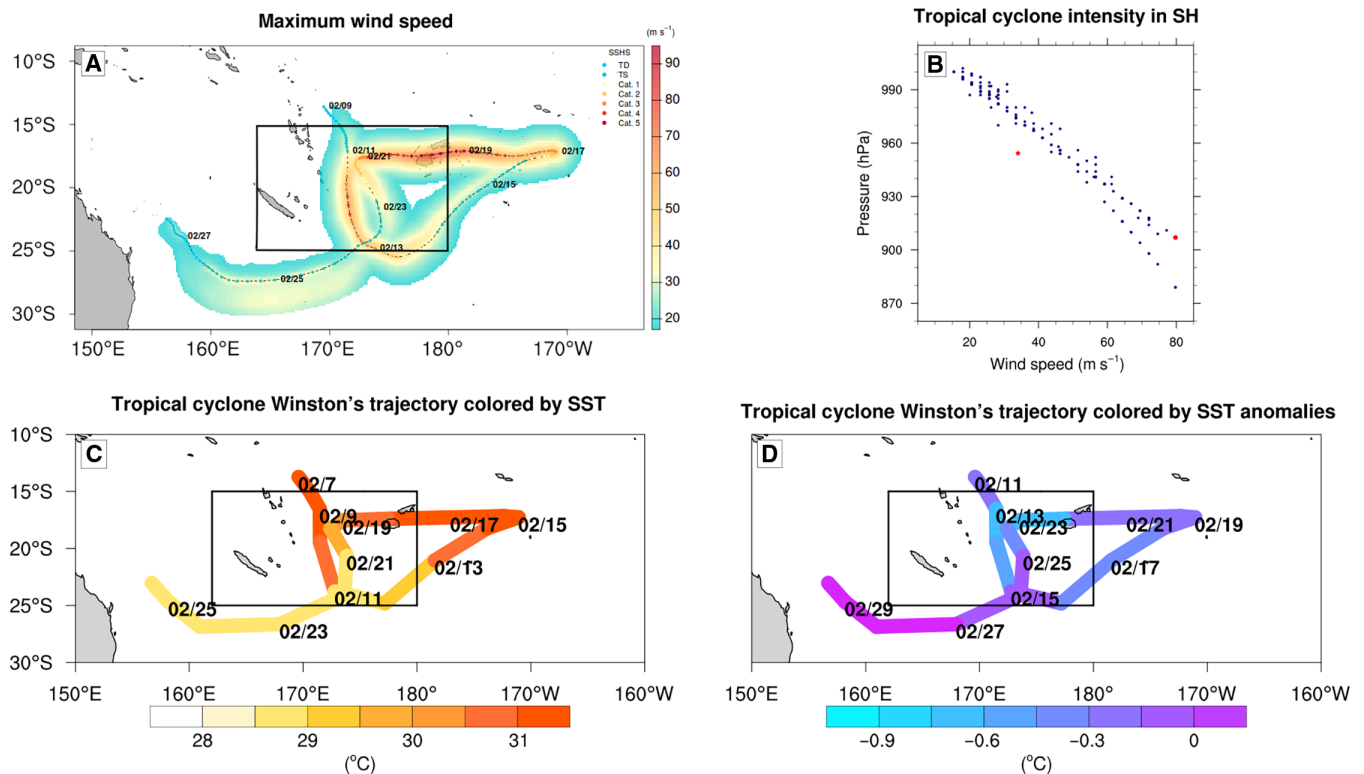 Maximum wind speed
A
(m s⁻¹)
SSHS
TD
TS
Cat. 1
Cat. 2
Cat. 3
Cat. 4
Cat. 5
10°S
15°S
20°S
25°S
30°S
02/09
02/11
02/21
02/19
02/17
02/15
02/23
02/13
02/27
02/25
150°E
160°E
170°E
180°
170°W
90
80
70
60
50
40
30
20
Tropical cyclone intensity in SH
B
Pressure (hPa)
990
960
930
900
870
20
40
60
80
Wind speed (m s⁻¹)
Tropical cyclone Winston's trajectory colored by SST
C
10°S
15°S
20°S
25°S
30°S
02/7
02/9
02/19
02/17
02/15
02/21
02/13
02/11
02/25
02/23
150°E
160°E
170°E
180°
170°W
160°W
28
29
30
31
(°C)
Tropical cyclone Winston's trajectory colored by SST anomalies
D
02/11
02/13
02/23
02/21
02/19
02/25
02/17
02/15
02/29
02/27
150°E
160°E
170°E
180°
170°W
160°W
−0.9
−0.6
−0.3
0
(°C)